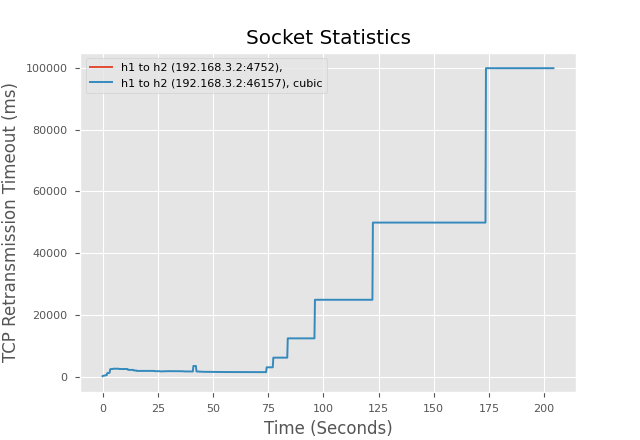 Socket Statistics
h1 to h2 (192.168.3.2:4752),
h1 to h2 (192.168.3.2:46157), cubic
TCP Retransmission Timeout (ms)
100000
80000
60000
40000
20000
0
0 25 50 75 100 125 150 175 200
Time (Seconds)